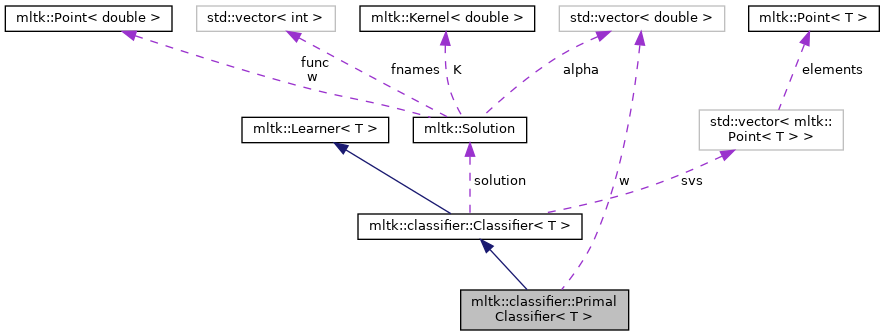 mltk::Point< double >
std::vector< int >
mltk::Kernel< double >
std::vector< double >
mltk::Point< T >
func
w
fnames
K
alpha
elements
mltk::Learner< T >
mltk::Solution
std::vector< mltk::
Point< T > >
solution
w
svs
mltk::classifier::Classifier< T >
mltk::classifier::Primal
Classifier< T >